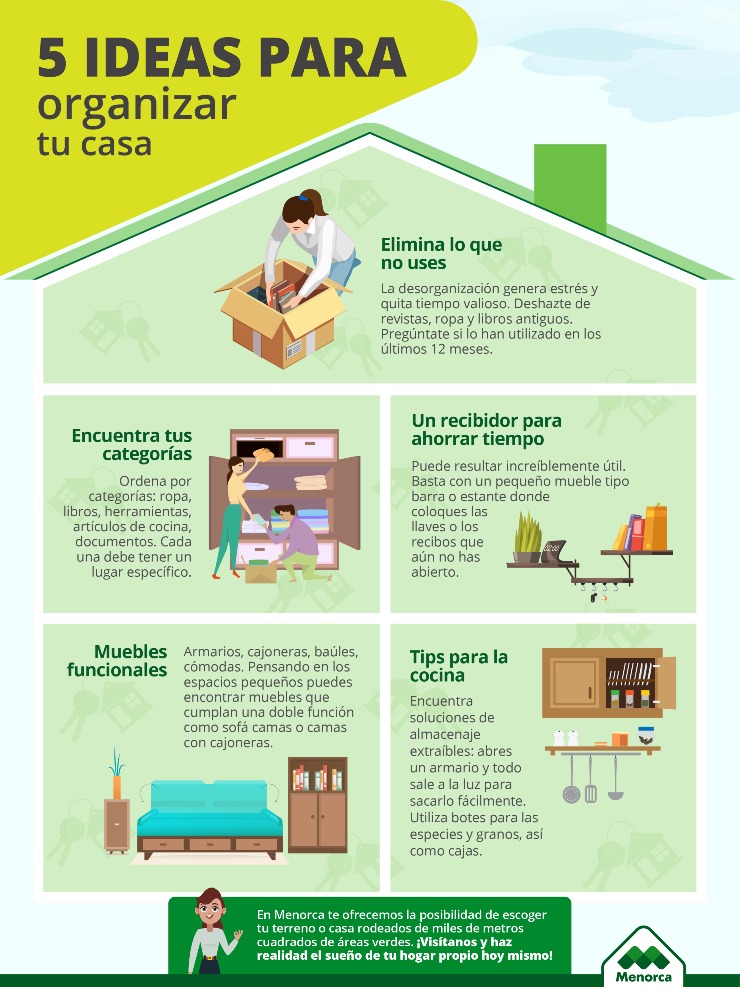 5 IDEAS PARA
organizar
tu casa
Elimina lo que
no uses
La desorganización genera estrés y
quita tiempo valioso. Deshazte de
revistas, ropa y libros antiguos.
Pregúntate si lo han utilizado en los
últimos 12 meses.
Encuentra tus
categorías
Ordena por
categorías: ropa,
libros, herramientas,
artículos de cocina,
documentos. Cada
una debe tener un
lugar específico.
Un recibidor para
ahorrar tiempo
Puede resultar increíblemente útil.
Basta con un pequeño mueble tipo
barra o estante donde
coloques las
llaves o los
recibos que
aún no has
abierto.
Muebles
funcionales
Armarios, cajoneras, baúles,
cómodas. Pensando en los
espacios pequeños puedes
encontrar muebles que
cumplan una doble función
como sofá camas o camas
con cajoneras.
Tips para la
cocina
Encuentra
soluciones de
almacenaje
extraíbles: abres
un armario y todo
sale a la luz para
sacarlo fácilmente.
Utiliza botes para las
especies y granos, así
como cajas.
En Menorca te ofrecemos la posibilidad de escoger
tu terreno o casa rodeados de miles de metros
cuadrados de áreas verdes. ¡Visítanos y haz
realidad el sueño de tu hogar propio hoy mismo!
Menorca